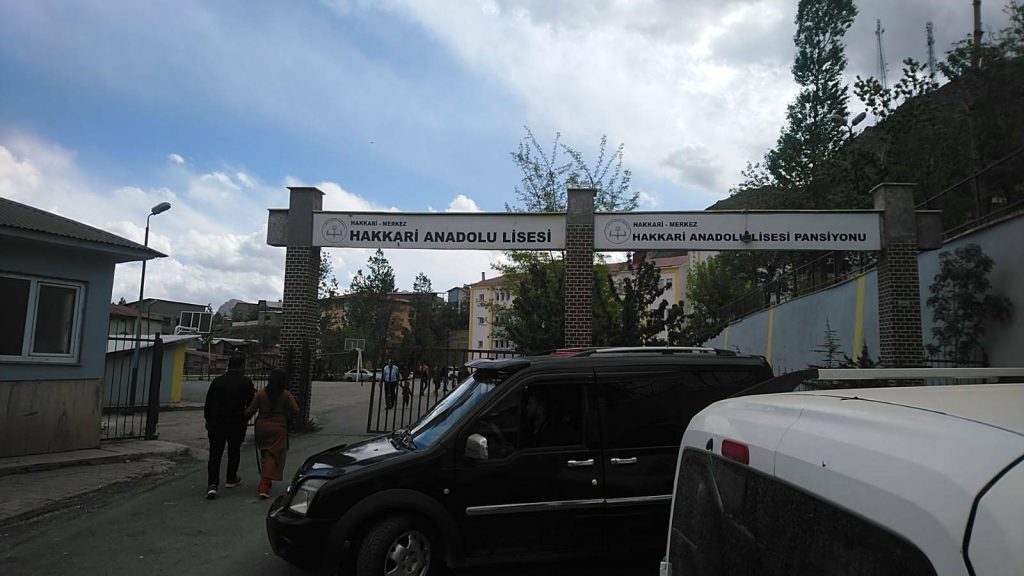 HAKKARİ - MERKEZ
HAKKARİ ANADOLU LİSESİ
HAKKARİ - MERKEZ
HAKKARİ ANADOLU LİSESİ PANSİYONU